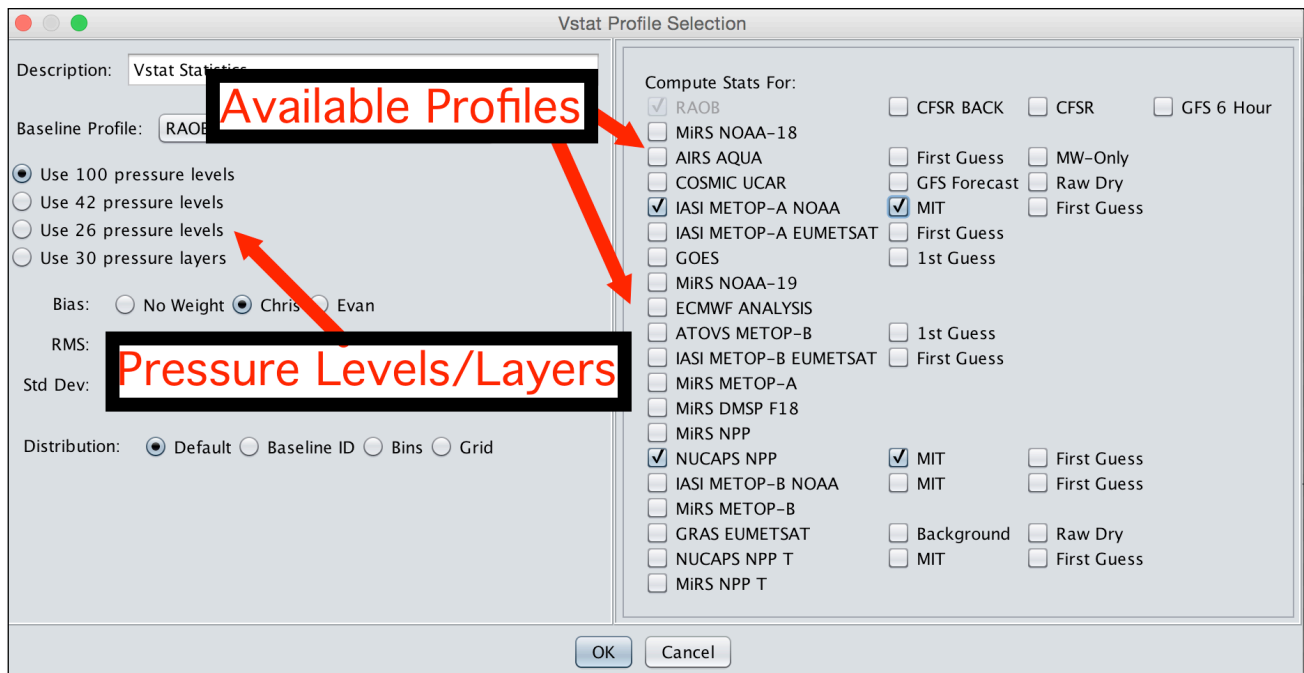 Vstat Profile Selection
Description: Vstat Statistics
Available Profiles
Baseline Profile: RAOB
Use 100 pressure levels
Use 42 pressure levels
Use 26 pressure levels
Use 30 pressure layers
Bias: No Weight Chris Evan
RMS:
Std Dev:
Pressure Levels/Layers
Distribution: Default Baseline ID Bins Grid
Compute Stats For:
RAOB CFSR BACK CFSR GFS 6 Hour
MiRS NOAA-18
AIRS AQUA First Guess MW-Only
COSMIC UCAR GFS Forecast Raw Dry
IASI METOP-A NOAA MIT First Guess
IASI METOP-A EUMETSAT First Guess
GOES 1st Guess
MiRS NOAA-19
ECMWF ANALYSIS
ATOVS METOP-B 1st Guess
IASI METOP-B EUMETSAT First Guess
MiRS METOP-A
MiRS DMSP F18
MiRS NPP
NUCAPS NPP MIT First Guess
IASI METOP-B NOAA MIT First Guess
MiRS METOP-B
GRAS EUMETSAT Background Raw Dry
NUCAPS NPP T MIT First Guess
MiRS NPP T
OK Cancel